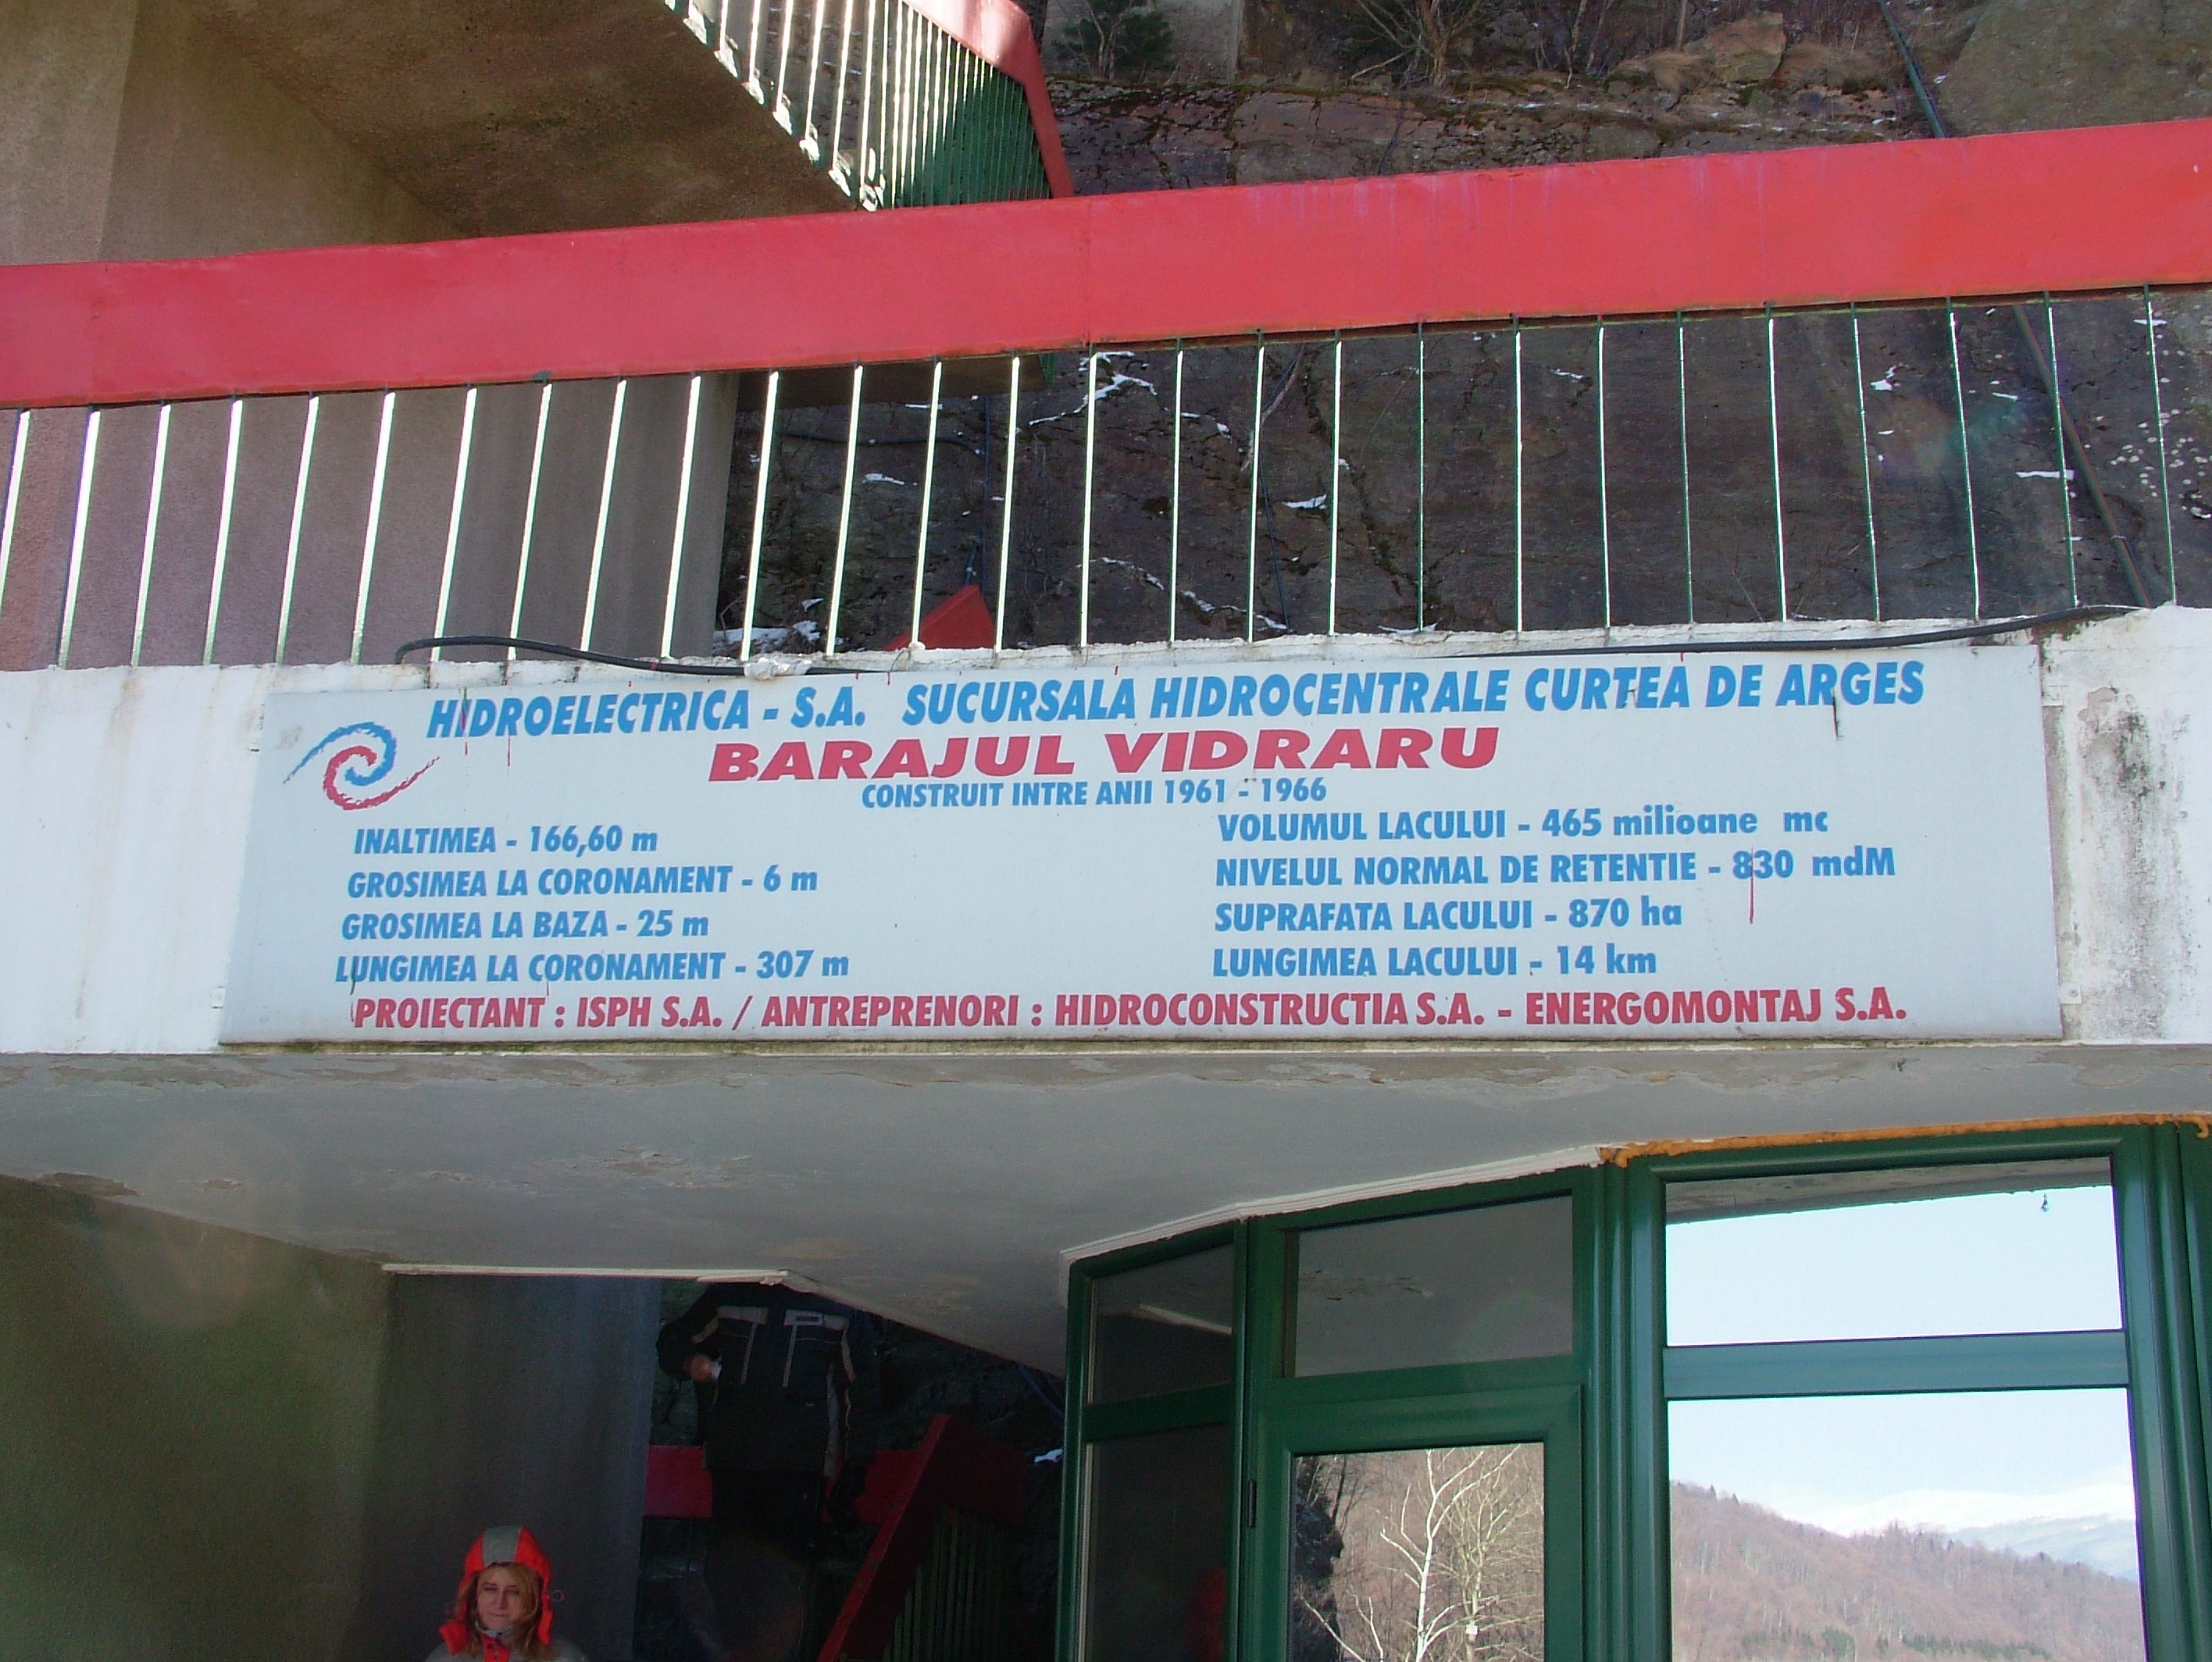 HIDROELECTRICA - S.A. SUCURSALA HIDROCENTRALE CURTEA DE ARGES
BARAJUL VIDRARU
CONSTRUIT INTRE ANII 1961 - 1966
INALTIMEA - 166,60 m
GROSIMEA LA CORONAMENT - 6 m
GROSIMEA LA BAZA - 25 m
LUNGIMEA LA CORONAMENT - 307 m
VOLUMUL LACULUI - 465 milioane mc
NIVELUL NORMAL DE RETENTIE - 830 mdM
SUPRAFATA LACULUI - 870 ha
LUNGIMEA LACULUI - 14 km
PROIECTANT : ISPH S.A. / ANTREPRENORI : HIDROCONSTRUCTIA S.A. - ENERGOMONTAJ S.A.